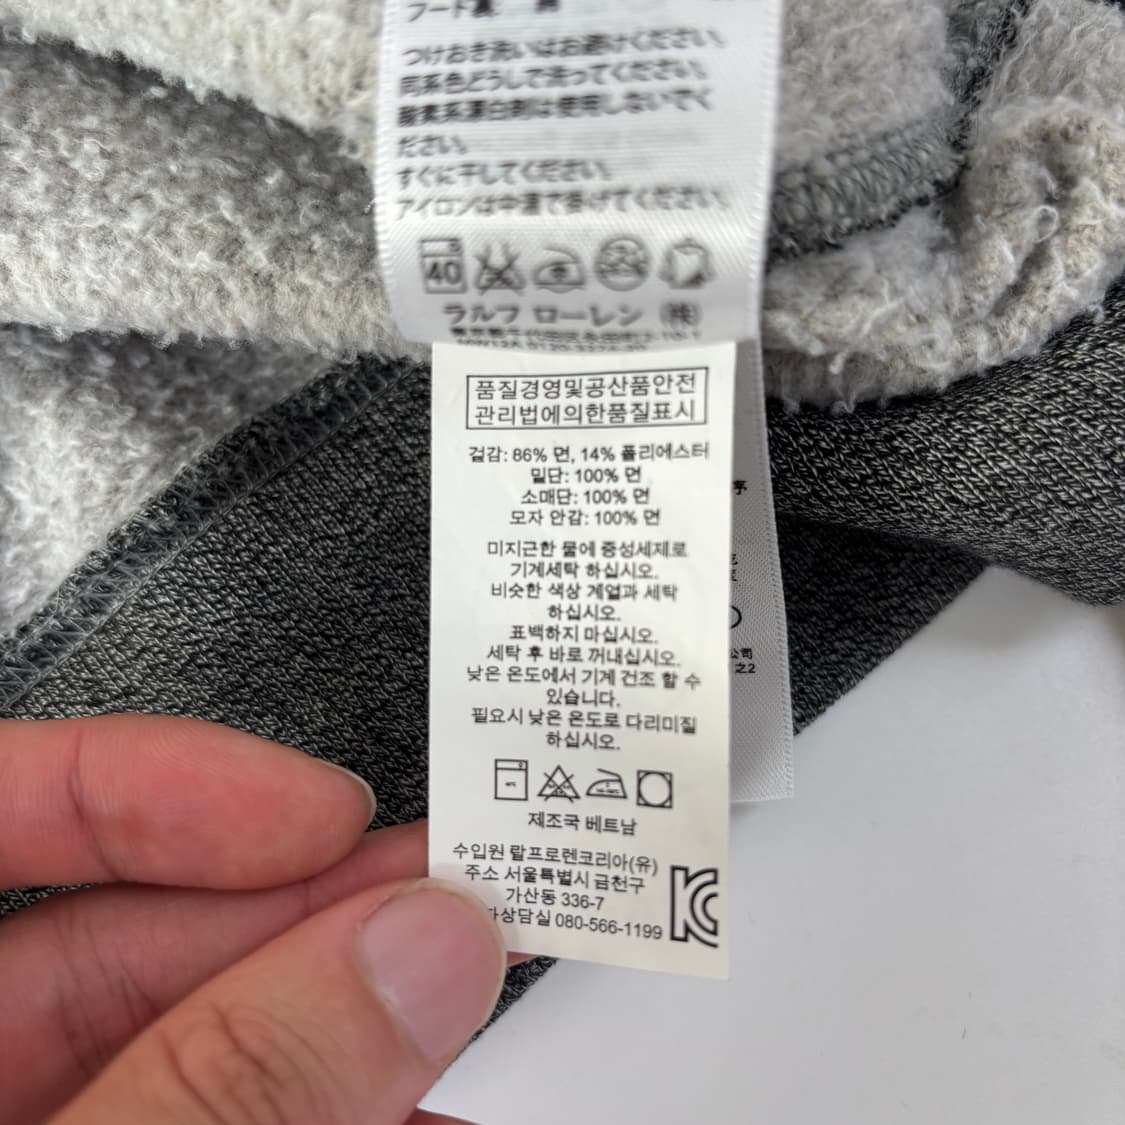 フード裏
つけおき洗いはお避けください。
同系色どうしで洗ってください。
酸素系漂白剤は使用しないでく
ださい。
すぐに干してください。
アイロンは中温で掛けてください。
40
ラルフ ローレン (株)
품질경영및공산품안전
관리법에의한품질표시
겉감: 86% 면, 14% 폴리에스터
밑단: 100% 면
소매단: 100% 면
모자 안감: 100% 면
미지근한 물에 중성세제로
기계세탁 하십시오.
비슷한 색상 계열과 세탁
하십시오.
표백하지 마십시오.
세탁 후 바로 꺼내십시오.
낮은 온도에서 기계 건조 할 수
있습니다.
필요시 낮은 온도로 다리미질
하십시오.
제조국 베트남
수입원 랄프로렌코리아(유)
주소 서울특별시 금천구
가산동 336-7
상담실 080-566-1199
KC
公司
之2